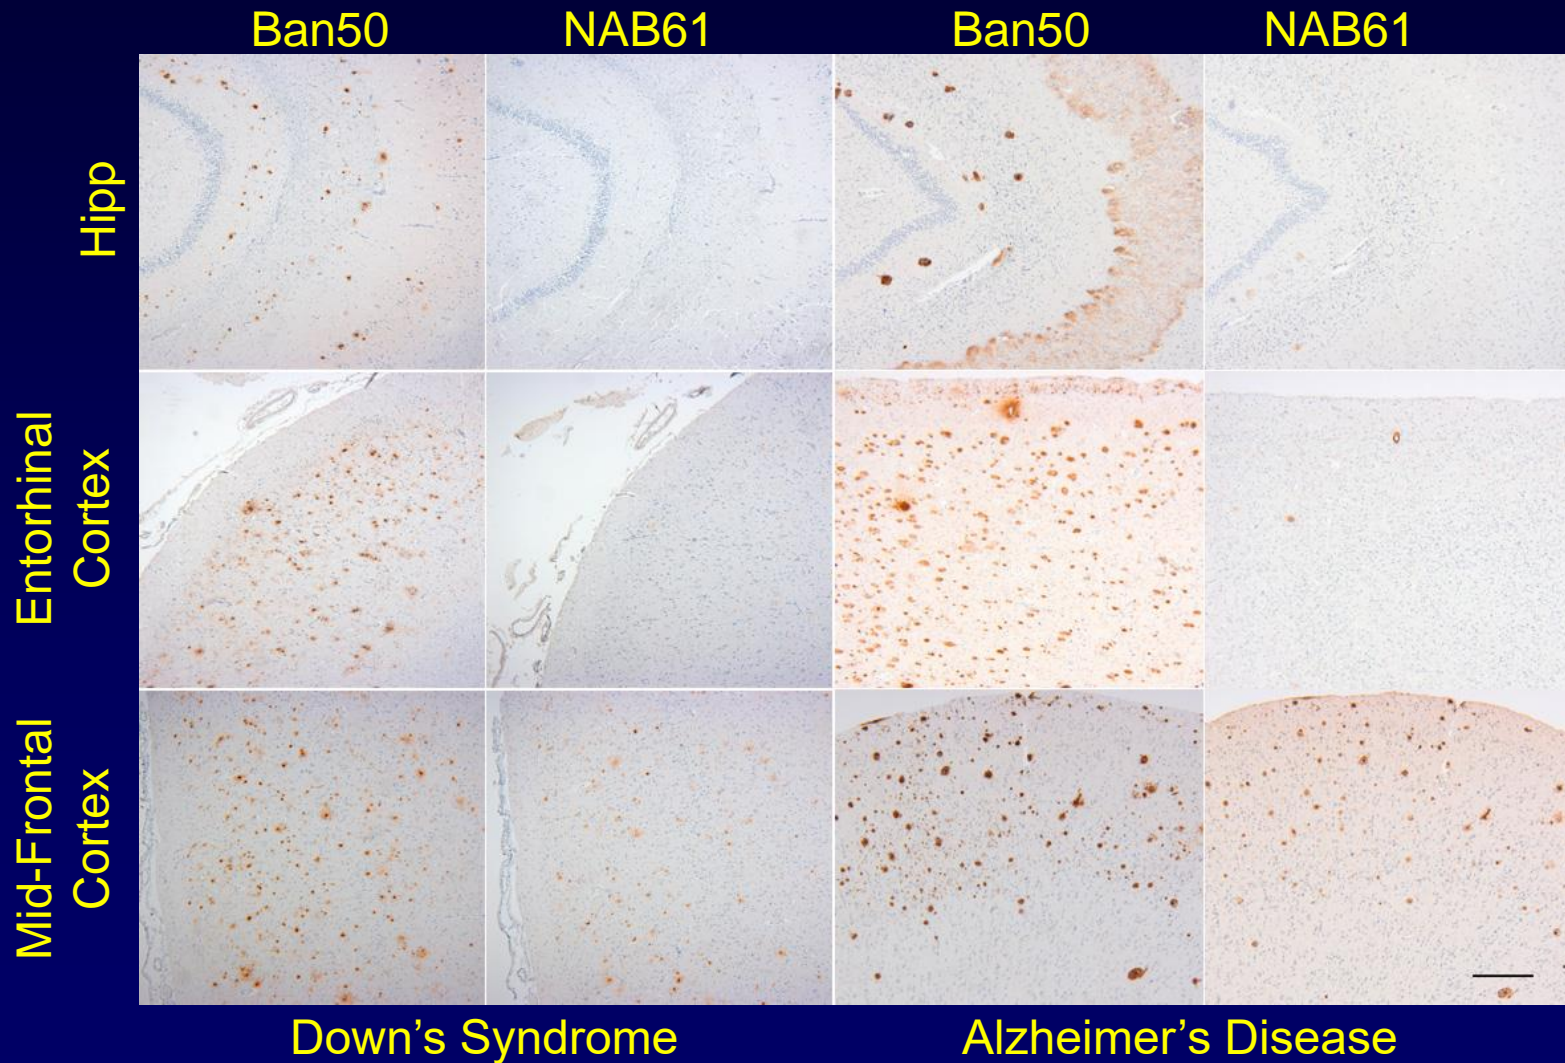 Ban50
NAB61
Ban50
NAB61
Hipp
Entorhinal
Cortex
Mid-Frontal
Cortex
Down's Syndrome
Alzheimer's Disease